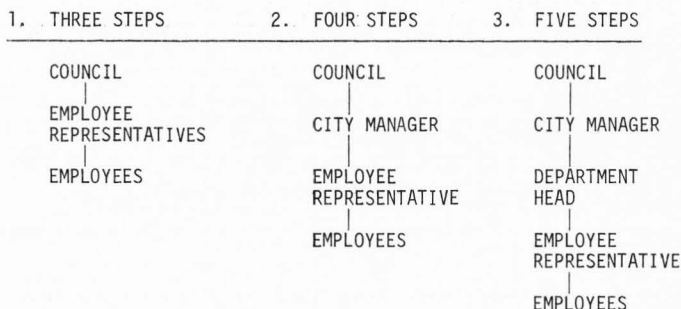 1. THREE STEPS 2. FOUR STEPS 3. FIVE STEPS
COUNCIL
EMPLOYEE
REPRESENTATIVES
EMPLOYEES
COUNCIL
CITY MANAGER
EMPLOYEE
REPRESENTATIVE
EMPLOYEES
COUNCIL
CITY MANAGER
DEPARTMENT
HEAD
EMPLOYEE
REPRESENTATIVE
EMPLOYEES